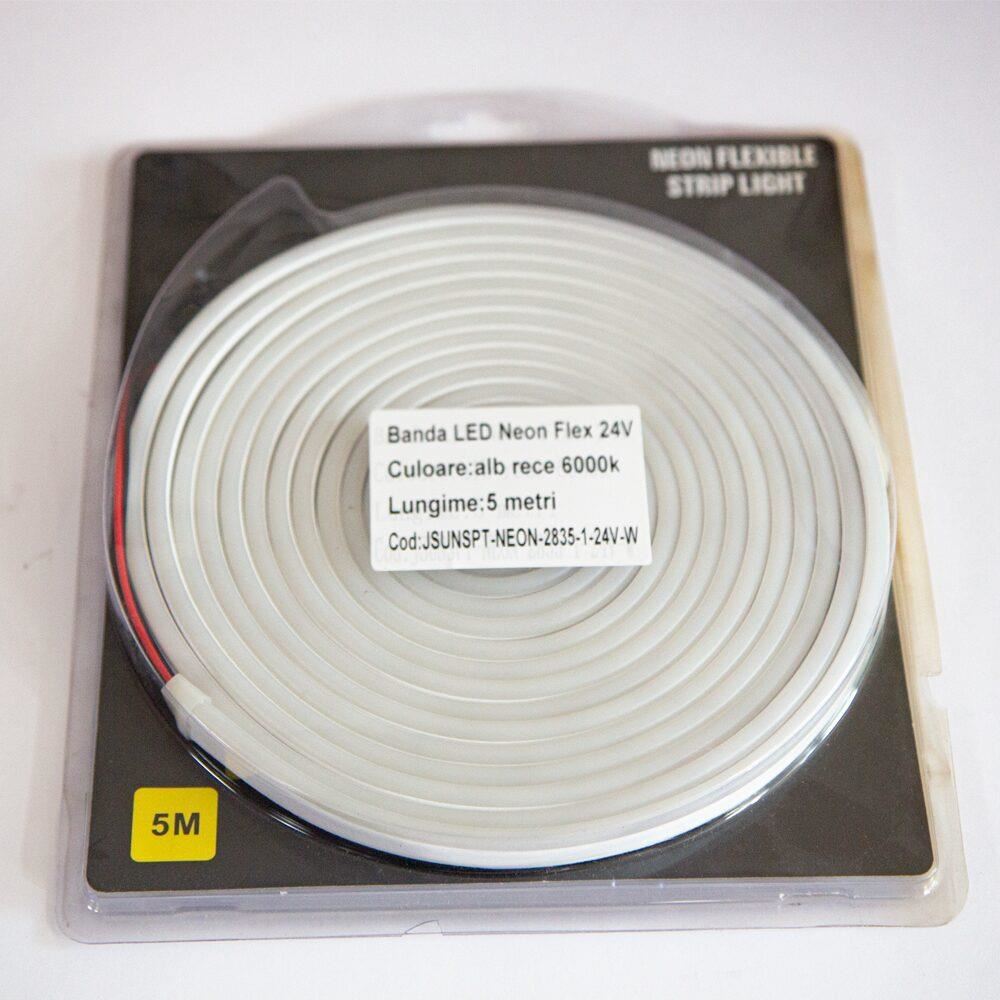 NEON FLEXIBLE
STRIP LIGHT
Banda LED Neon Flex 24V
Culoare:alb rece 6000k
Lungime:5 metri
Cod:JSUNSPT-NEON-2835-1-24V-W
5M